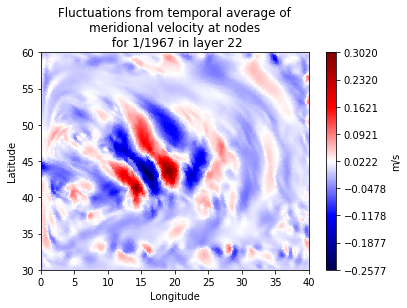 Fluctuations from temporal average of
meridional velocity at nodes
for 1/1967 in layer 22
60
55
50
45
40
35
30
Latitude
0 5 10 15 20 25 30 35 40
Longitude
0.3020
0.2320
0.1621
0.0921
0.0222
−0.0478
−0.1178
−0.1877
−0.2577
m/s